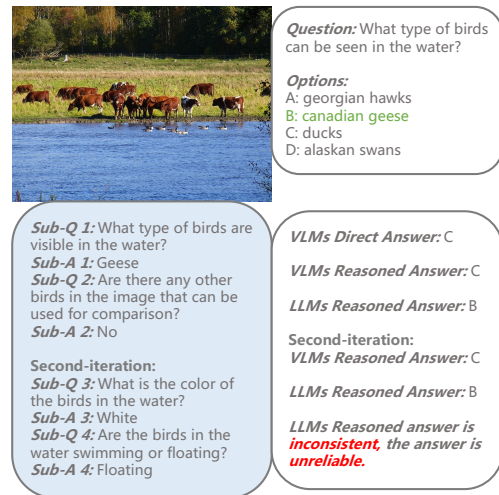 Question: What type of birds
can be seen in the water?
Options:
A: georgian hawks
B: canadian geese
C: ducks
D: alaskan swans
Sub-Q 1: What type of birds are
visible in the water?
Sub-A 1: Geese
Sub-Q 2: Are there any other
birds in the image that can be
used for comparison?
Sub-A 2: No
Second-iteration:
Sub-Q 3: What is the color of
the birds in the water?
Sub-A 3: White
Sub-Q 4: Are the birds in the
water swimming or floating?
Sub-A 4: Floating
VLMs Direct Answer: C
VLMs Reasoned Answer: C
LLMs Reasoned Answer: B
Second-iteration:
VLMs Reasoned Answer: C
LLMs Reasoned Answer: B
LLMs Reasoned answer is
inconsistent, the answer is
unreliable.